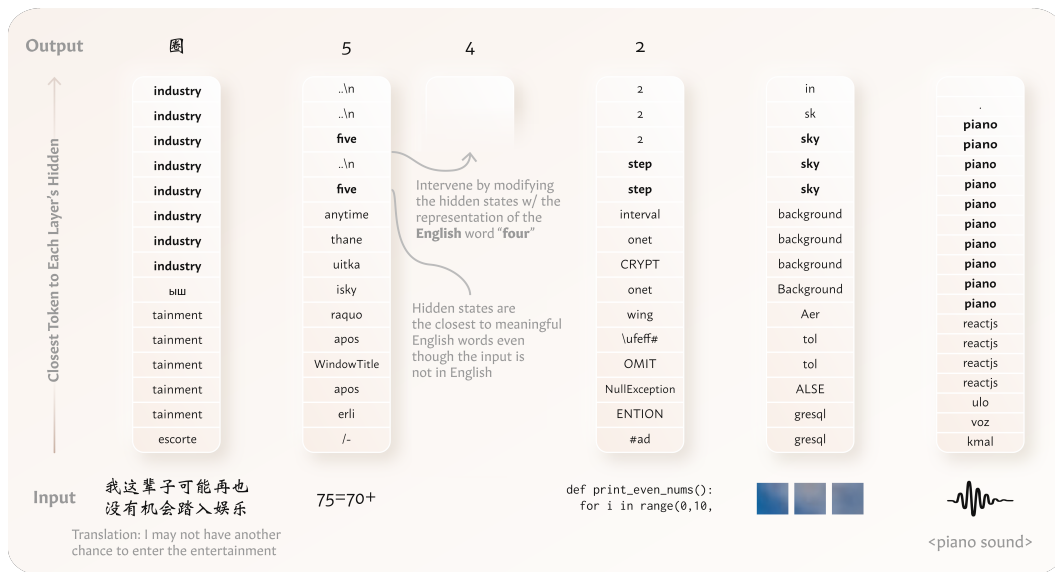 Output
圈
5
4
2
Closest Token to Each Layer's Hidden
industry
industry
industry
industry
industry
industry
industry
industry
ыш
tainment
tainment
tainment
tainment
tainment
escorte
..\n
..\n
five
..\n
five
anytime
thane
uitka
isky
raquo
apos
WindowTitle
apos
erli
/-
Intervene by modifying
the hidden states w/ the
representation of the
English word "four"
Hidden states are
the closest to meaningful
English words even
though the input is
not in English
2
2
2
step
step
interval
onet
CRYPT
onet
wing
\ufeff#
OMIT
NullException
ENTION
#ad
in
sk
sky
sky
sky
background
background
background
Background
Aer
tol
tol
ALSE
gresql
gresql
.
piano
piano
piano
piano
piano
piano
piano
piano
piano
piano
reactjs
reactjs
reactjs
reactjs
ulo
voz
kmal
Input
我这辈子可能再也
没有机会踏入娱乐
Translation: I may not have another
chance to enter the entertainment
75=70+
def print_even_nums():
for i in range(0,10,
<piano sound>